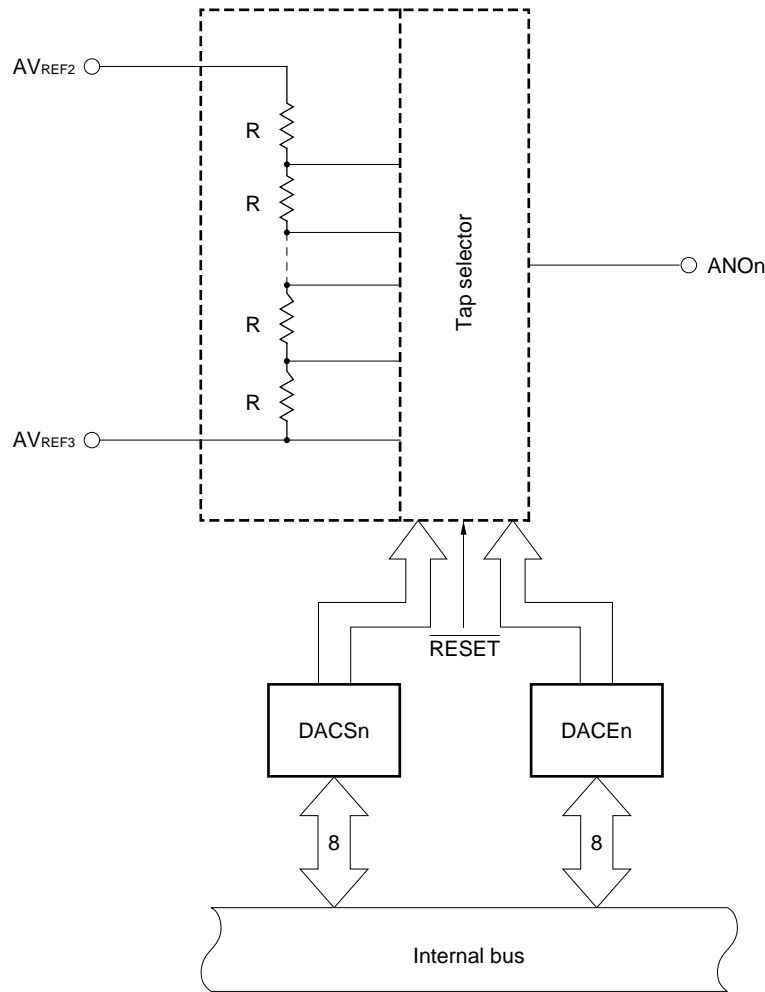 AVREF2
R
R
Tap selector
ANOn
R
R
AVREF3
RESET
DACSn
DACEn
8
8
Internal bus